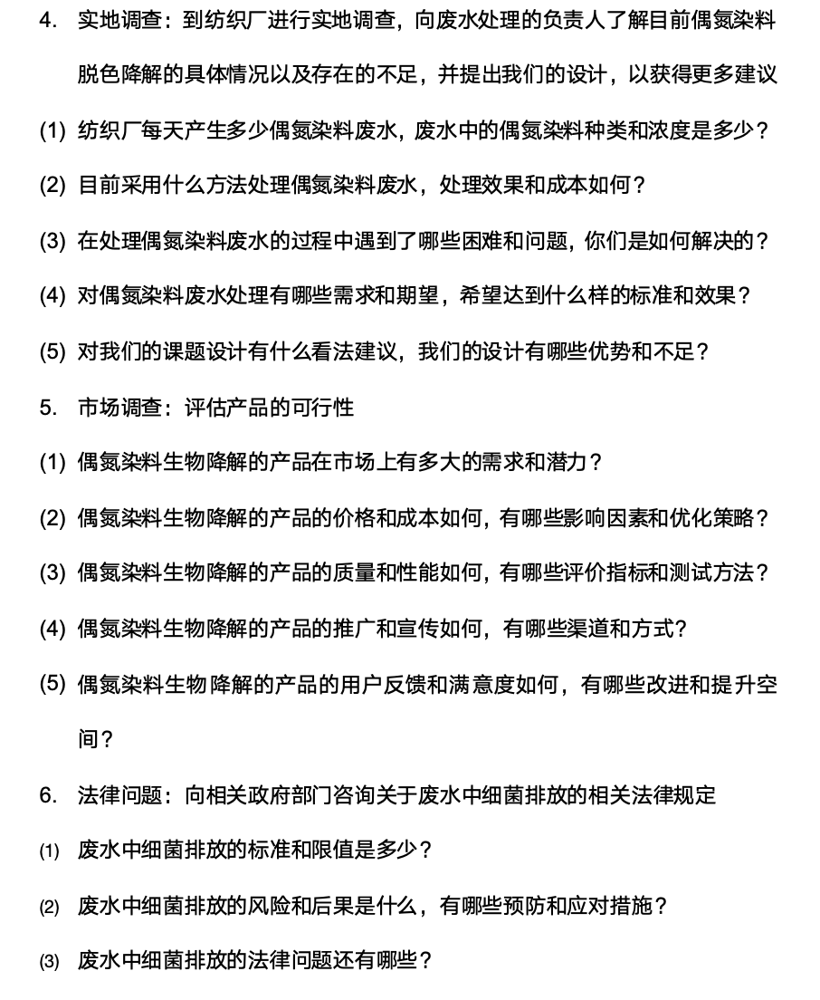 4. 实地调查：到纺织厂进行实地调查，向废水处理的负责人了解目前偶氮染料
脱色降解的具体情况以及存在的不足，并提出我们的设计，以获得更多建议
(1) 纺织厂每天产生多少偶氮染料废水，废水中的偶氮染料种类和浓度是多少？
(2) 目前采用什么方法处理偶氮染料废水，处理效果和成本如何？
(3) 在处理偶氮染料废水的过程中遇到了哪些困难和问题，你们是如何解决的？
(4) 对偶氮染料废水处理有哪些需求和期望，希望达到什么样的标准和效果？
(5) 对我们的课题设计有什么看法建议，我们的设计有哪些优势和不足？
5. 市场调查：评估产品的可行性
(1) 偶氮染料生物降解的产品在市场上有多大的需求和潜力？
(2) 偶氮染料生物降解的产品的价格和成本如何，有哪些影响因素和优化策略？
(3) 偶氮染料生物降解的产品的质量和性能如何，有哪些评价指标和测试方法？
(4) 偶氮染料生物降解的产品的推广和宣传如何，有哪些渠道和方式？
(5) 偶氮染料生物降解的产品的用户反馈和满意度如何，有哪些改进和提升空
间？
6. 法律问题：向相关政府部门咨询关于废水中细菌排放的相关法律规定
(1) 废水中细菌排放的标准和限值是多少？
(2) 废水中细菌排放的风险和后果是什么，有哪些预防和应对措施？
(3) 废水中细菌排放的法律问题还有哪些？